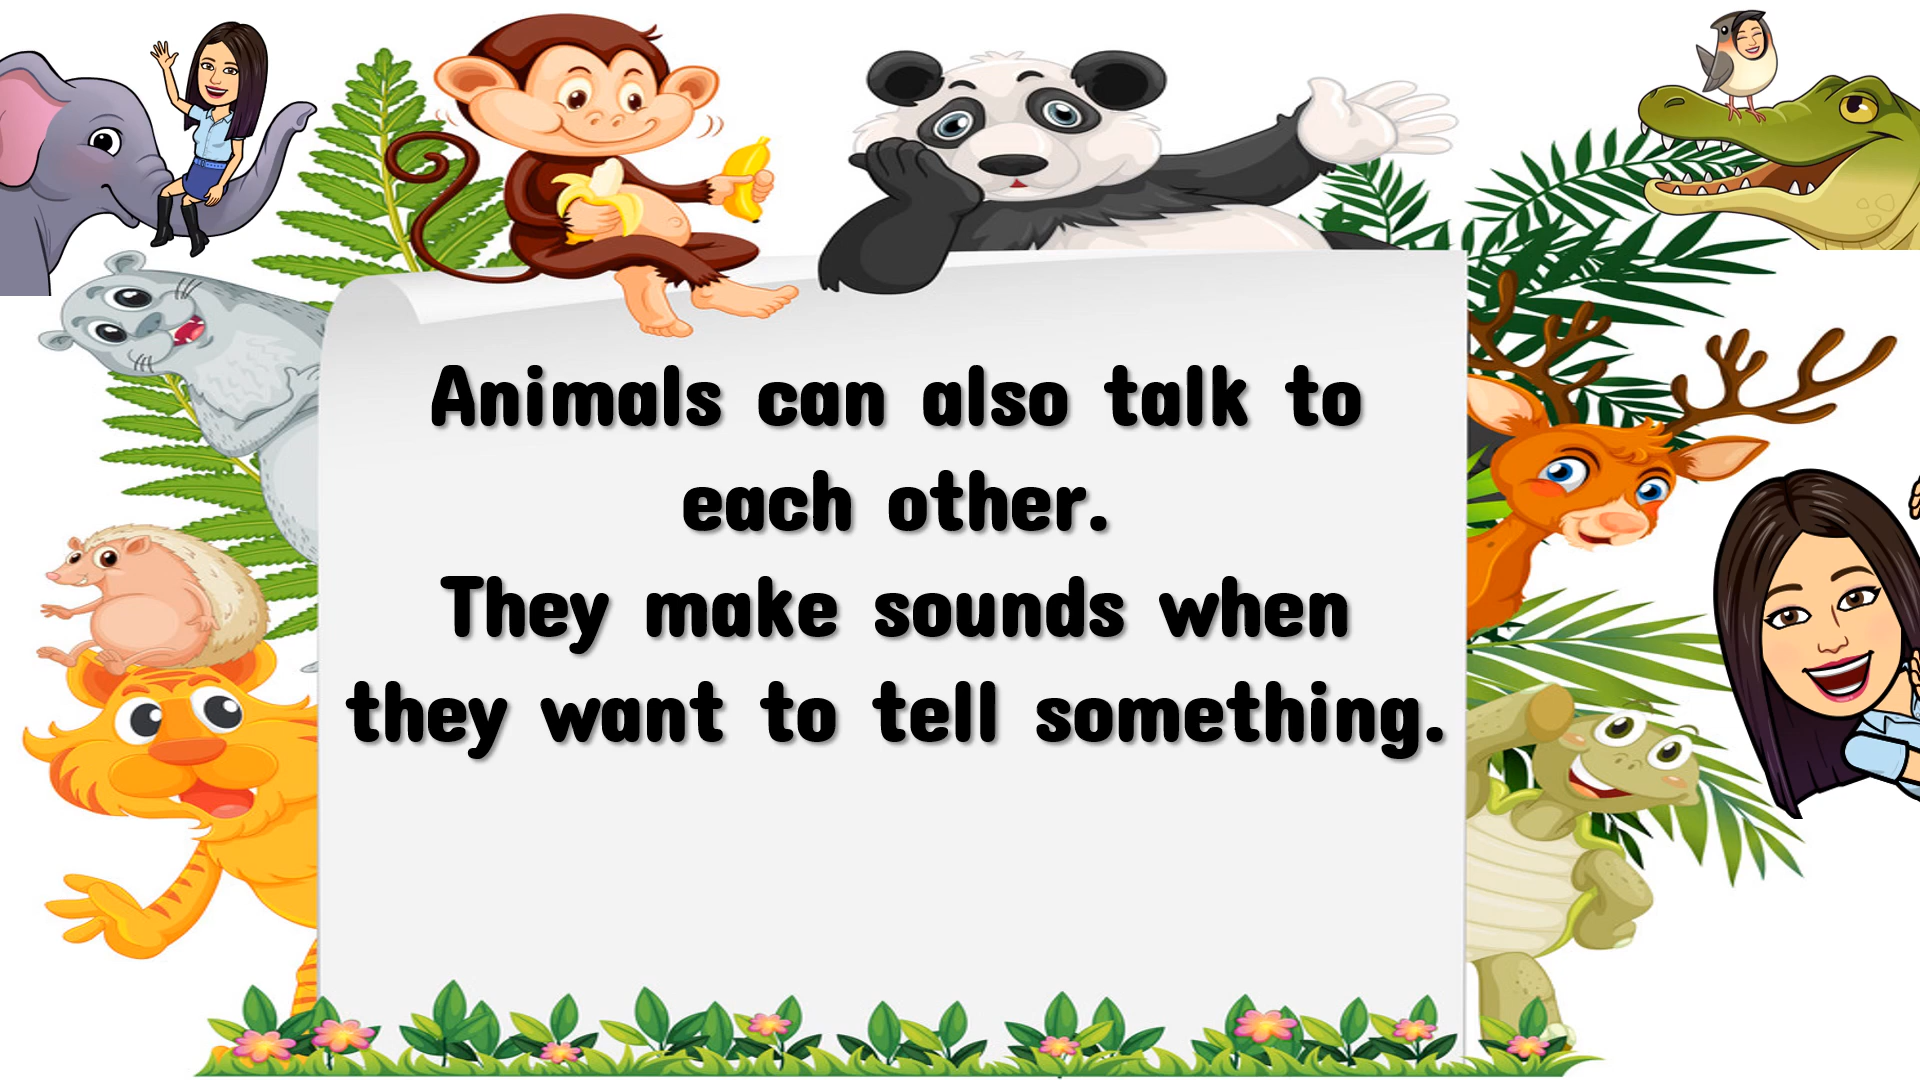 Animals can also talk to
each other.
They make sounds when
they want to tell something.